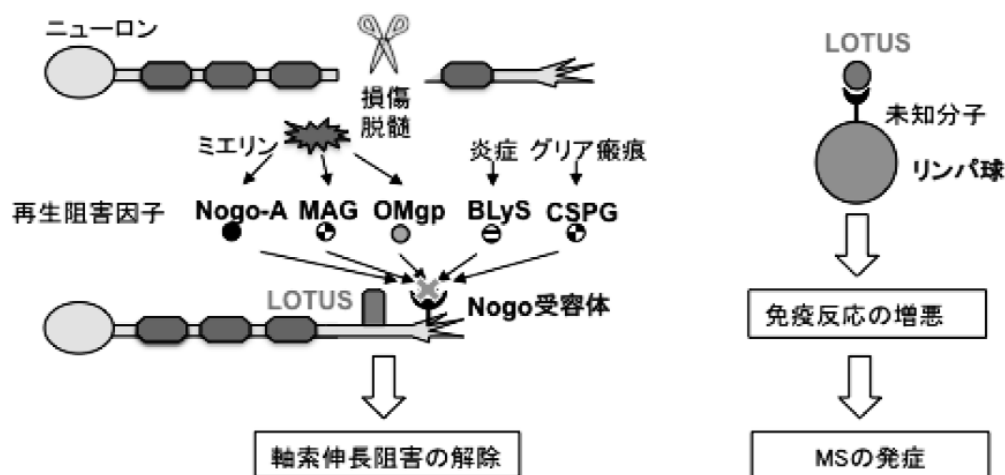 ニューロン
損傷
脱髄
ミエリン
炎症 グリア瘢痕
再生阻害因子 Nogo-A MAG OMgp BLyS CSPG
LOTUS
Nogo受容体
軸索伸長阻害の解除
LOTUS
未知分子
リンパ球
免疫反応の増悪
MSの発症